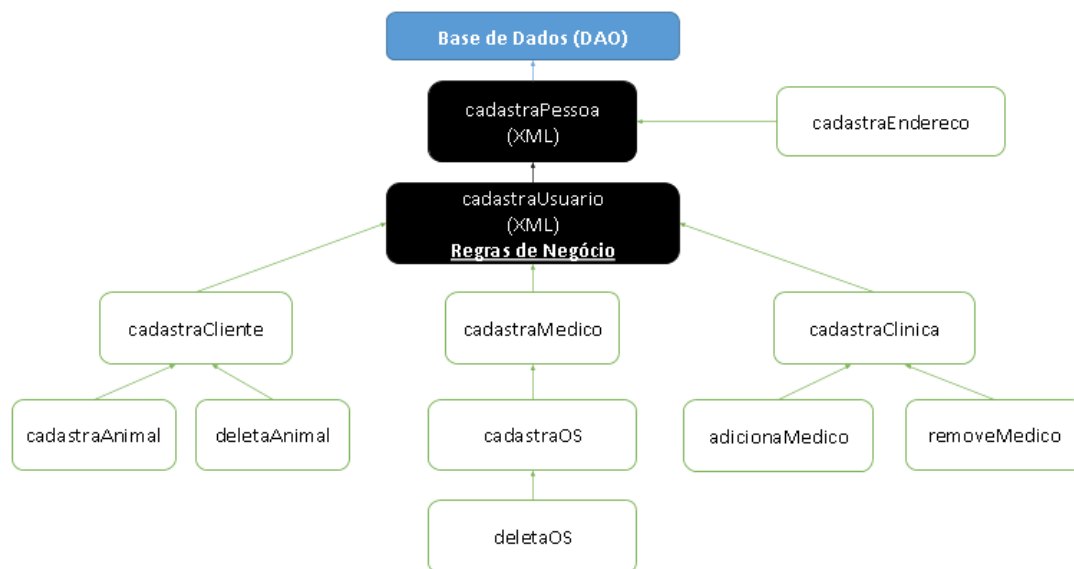 Base de Dados (DAO)
cadastraPessoa
(XML)
cadastraEndereco
cadastraUsuario
(XML)
Regras de Negócio
cadastraCliente
cadastraMedico
cadastraClinica
cadastraAnimal
deletaAnimal
cadastraOS
adicionaMedico
removeMedico
deletaOS